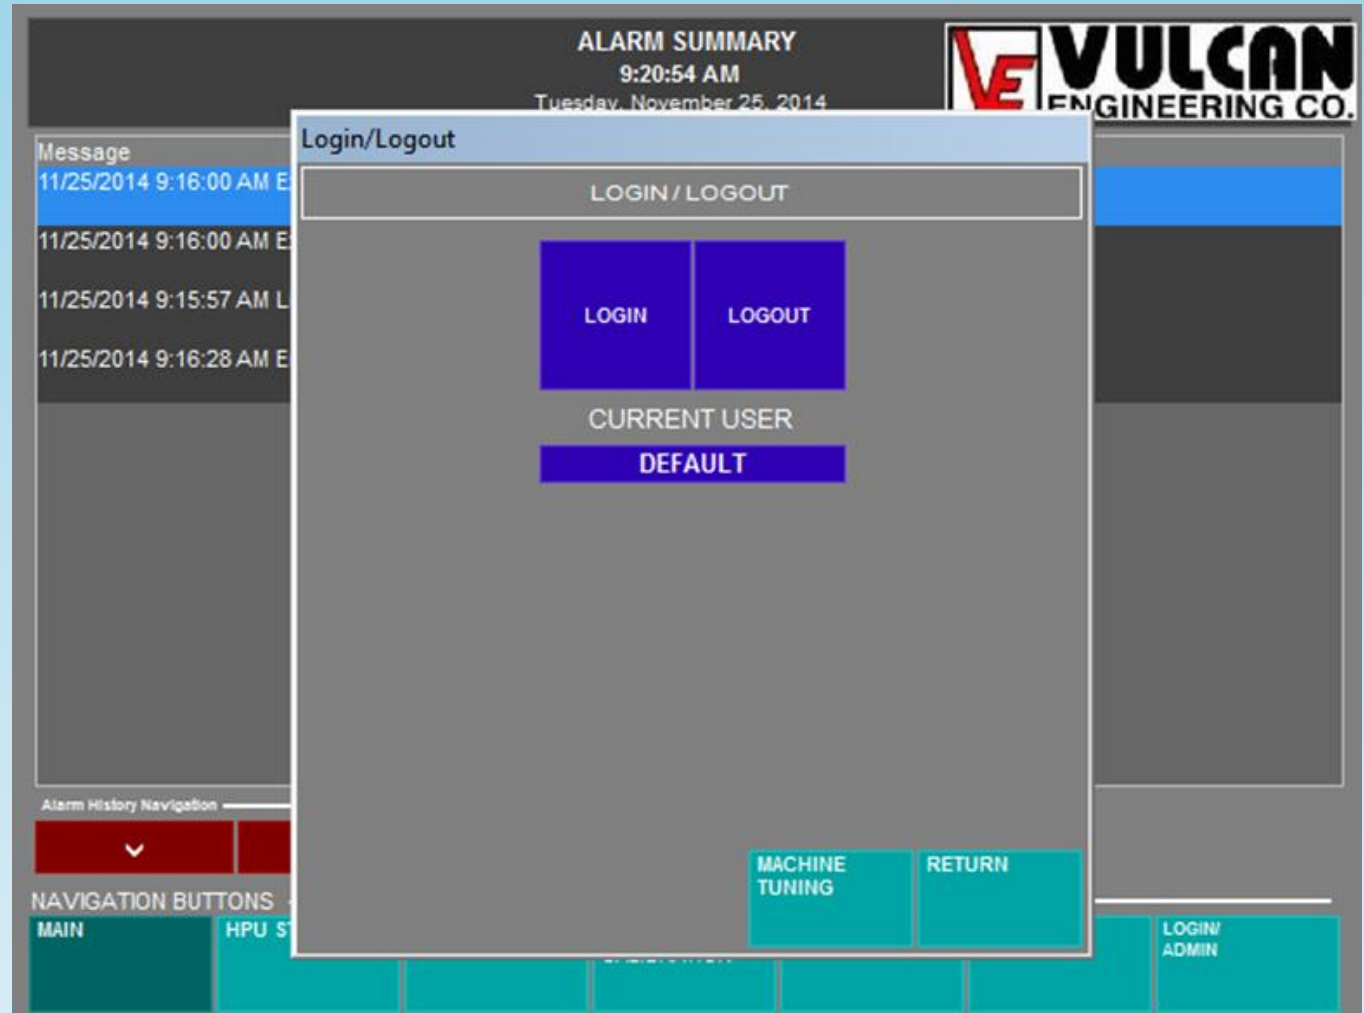 ALARM SUMMARY
9:20:54 AM
Tuesday, November 25, 2014
VE VULCAN
ENGINEERING CO.
Login/Logout
Message
11/25/2014 9:16:00 AM
LOGIN / LOGOUT
11/25/2014 9:16:00 AM
11/25/2014 9:15:57 AM L
11/25/2014 9:16:28 AM E
LOGIN
LOGOUT
CURRENT USER
DEFAULT
Alarm History Navigation
MACHINE
TUNING
RETURN
NAVIGATION BUTTONS
MAIN
HPU
LOGIN/
ADMIN